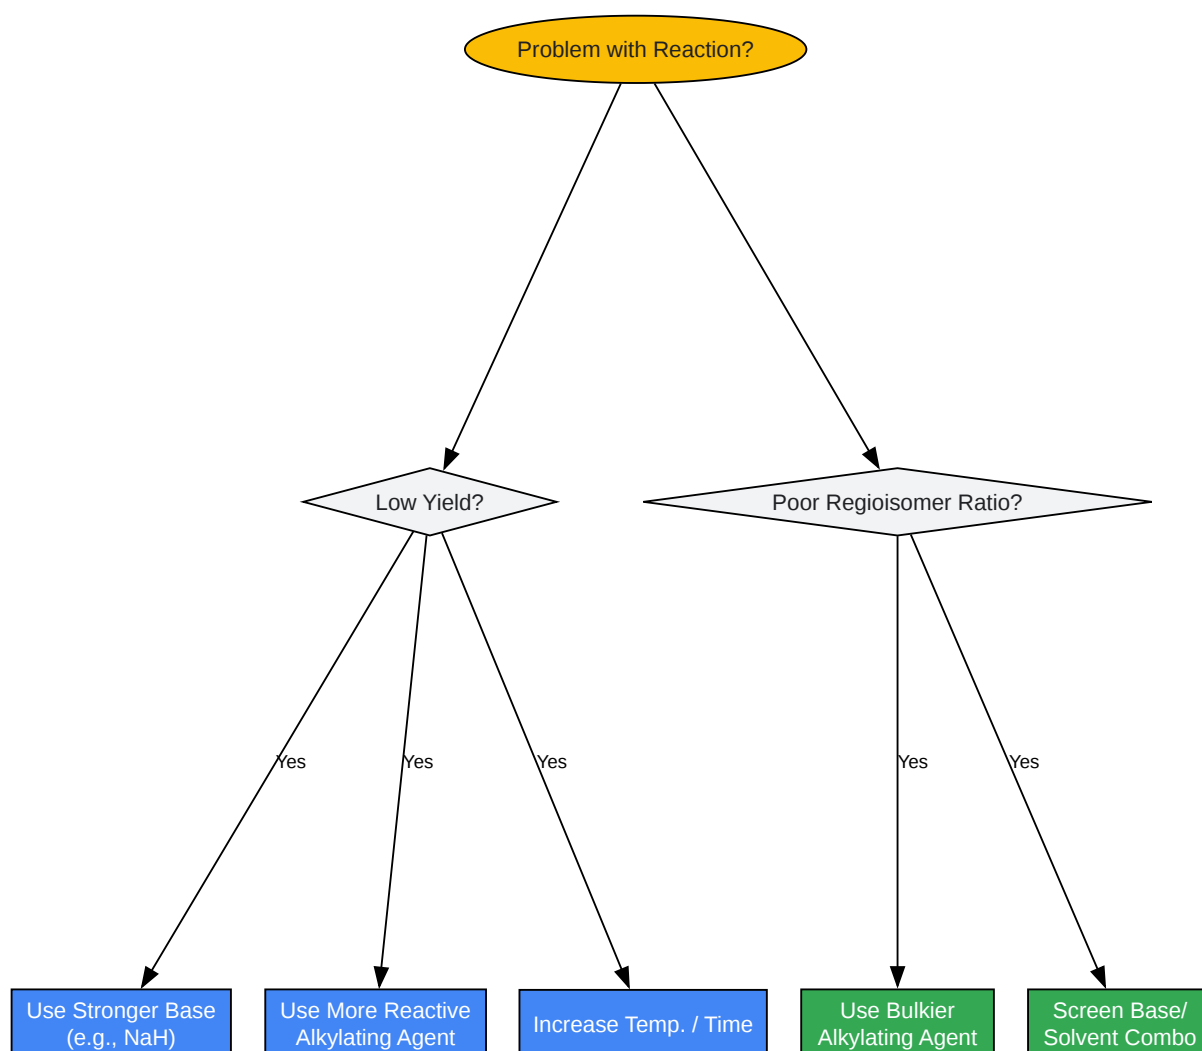 Problem with Reaction?
Low Yield?
Poor Regioisomer Ratio?
Yes
Yes
Yes
Yes
Yes
Use Stronger Base
(e.g., NaH)
Use More Reactive
Alkylating Agent
Increase Temp. / Time
Use Bulkier
Alkylating Agent
Screen Base/
Solvent Combo